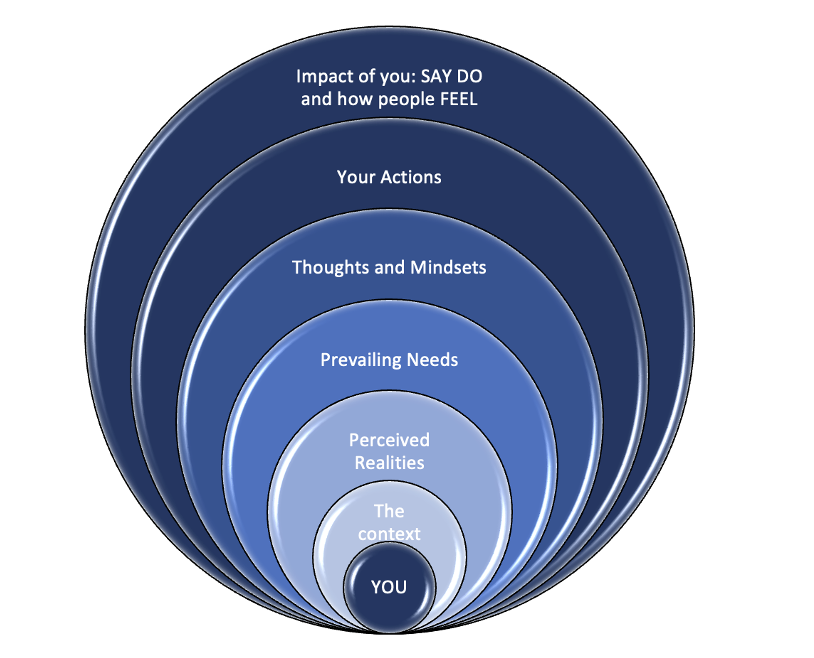 Impact of you: SAY DO
and how people FEEL
Your Actions
Thoughts and Mindsets
Prevailing Needs
Perceived
Realities
The
context
YOU